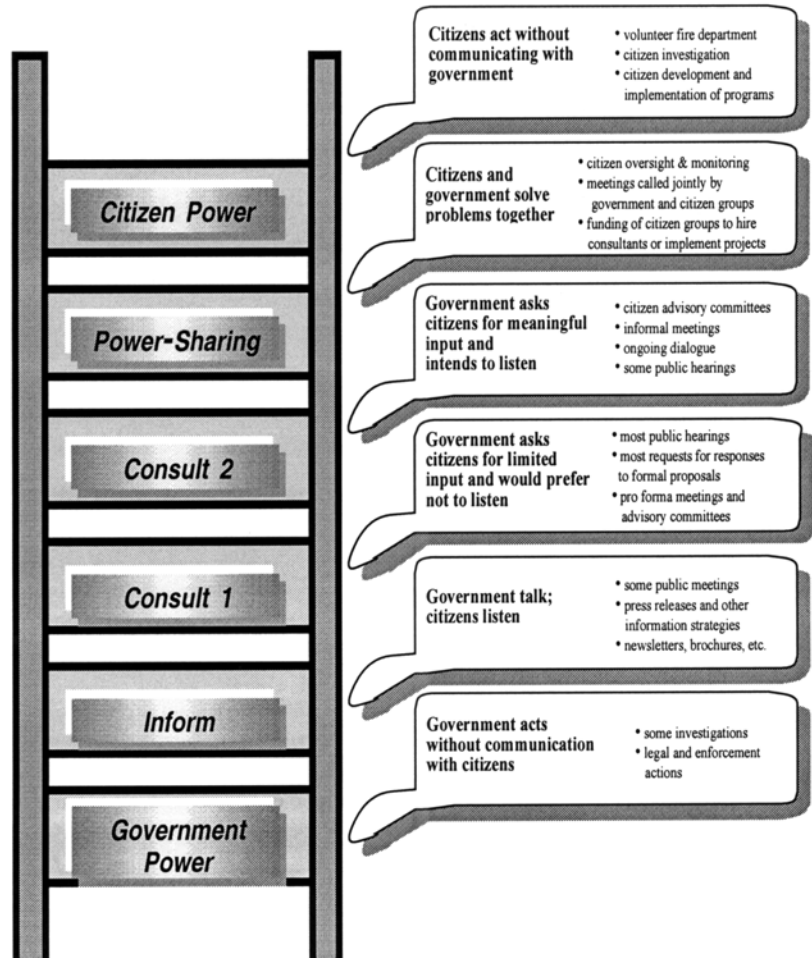 Citizens act without
communicating with
government
• volunteer fire department
• citizen investigation
• citizen development and
implementation of programs
Citizen Power
Citizens and
government solve
problems together
• citizen oversight & monitoring
• meetings called jointly by
government and citizen groups
• funding of citizen groups to hire
consultants or implement projects
Power-Sharing
Government asks
citizens for meaningful
input and
intends to listen
• citizen advisory committees
• informal meetings
• ongoing dialogue
• some public hearings
Consult 2
Government asks
citizens for limited
input and would prefer
not to listen
• most public hearings
• most requests for responses
to formal proposals
• pro forma meetings and
advisory committees
Consult 1
Government talk;
citizens listen
• some public meetings
• press releases and other
information strategies
• newsletters, brochures, etc.
Inform
Government acts
without communication
with citizens
• some investigations
• legal and enforcement
actions
Government
Power